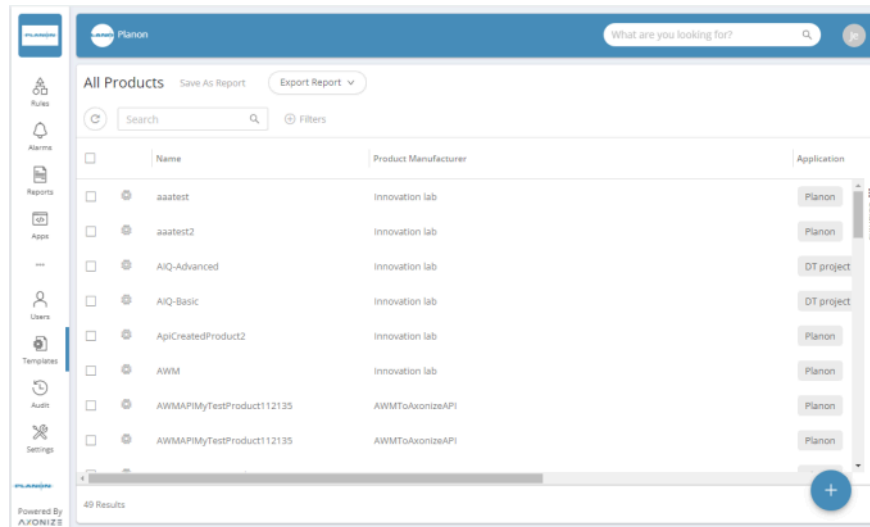 PLANON
Planon
What are you looking for?
Je
All Products
Save As Report
Export Report
Search
Filters
Rules
Alarms
Reports
Apps
...
Users
Templates
Audit
Settings
PLANON
Powered By
AXONIZE
Name Product Manufacturer Application
aaatest Innovation lab Planon
aaatest2 Innovation lab Planon
AIQ-Advanced Innovation lab DT project
AIQ-Basic Innovation lab DT project
ApiCreatedProduct2 Innovation lab Planon
AWM Innovation lab Planon
AWMAPIMyTestProduct112135 AWMToAxonizeAPI Planon
AWMAPIMyTestProduct112135 AWMToAxonizeAPI Planon
49 Results